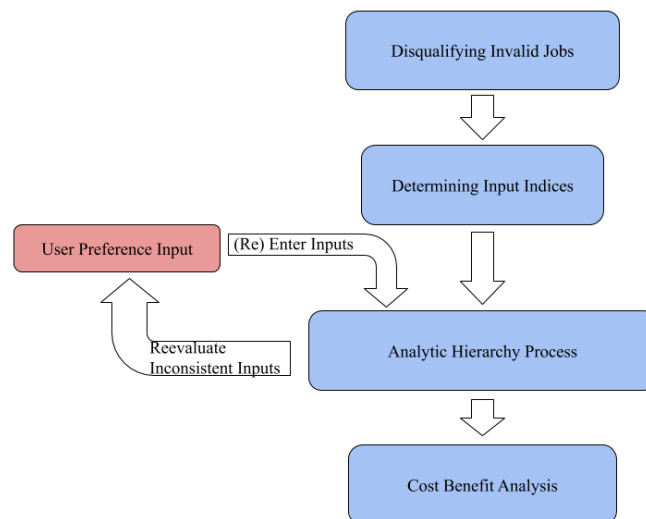 Disqualifying Invalid Jobs
Determining Input Indices
User Preference Input
(Re) Enter Inputs
Reevaluate
Inconsistent Inputs
Analytic Hierarchy Process
Cost Benefit Analysis